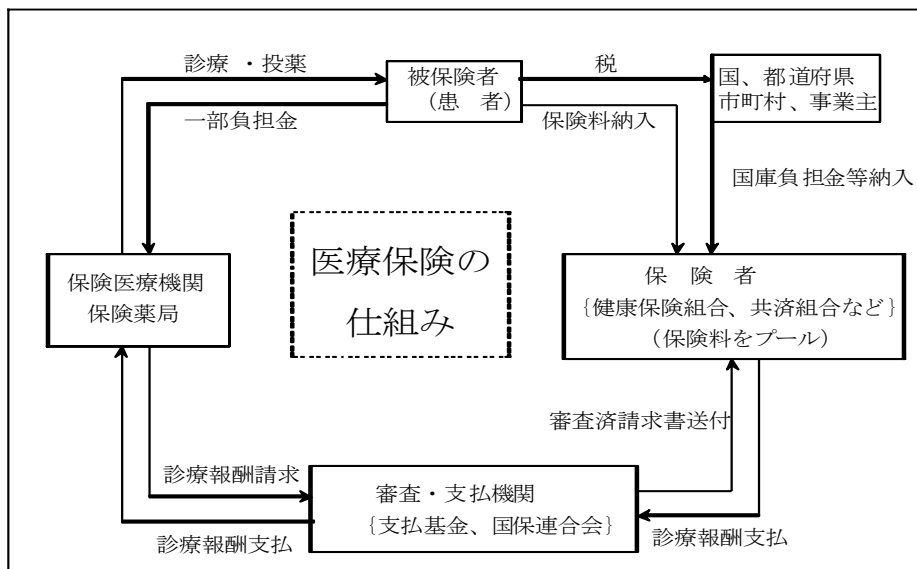 診療 ・投薬
被保険者
(患 者)
税
国、都道府県
市町村、事業主
一部負担金
保険料納入
国庫負担金等納入
医療保険の
仕組み
保険医療機関
保険薬局
保 険 者
{健康保険組合、共済組合など}
(保険料をプール)
審査済請求書送付
診療報酬請求
審査・支払機関
{支払基金、国保連合会}
診療報酬支払
診療報酬支払